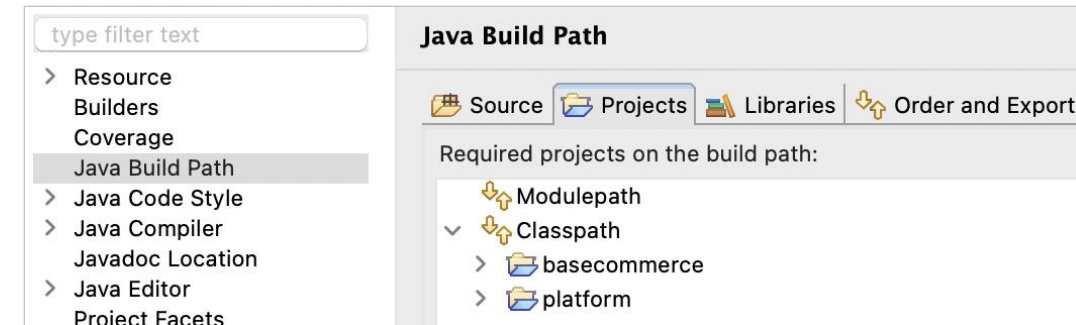 type filter text
Resource
Builders
Coverage
Java Build Path
Java Code Style
Java Compiler
Javadoc Location
Java Editor
Project Facets
Java Build Path
Source Projects Libraries Order and Export
Required projects on the build path:
Modulepath
Classpath
basecommerce
platform